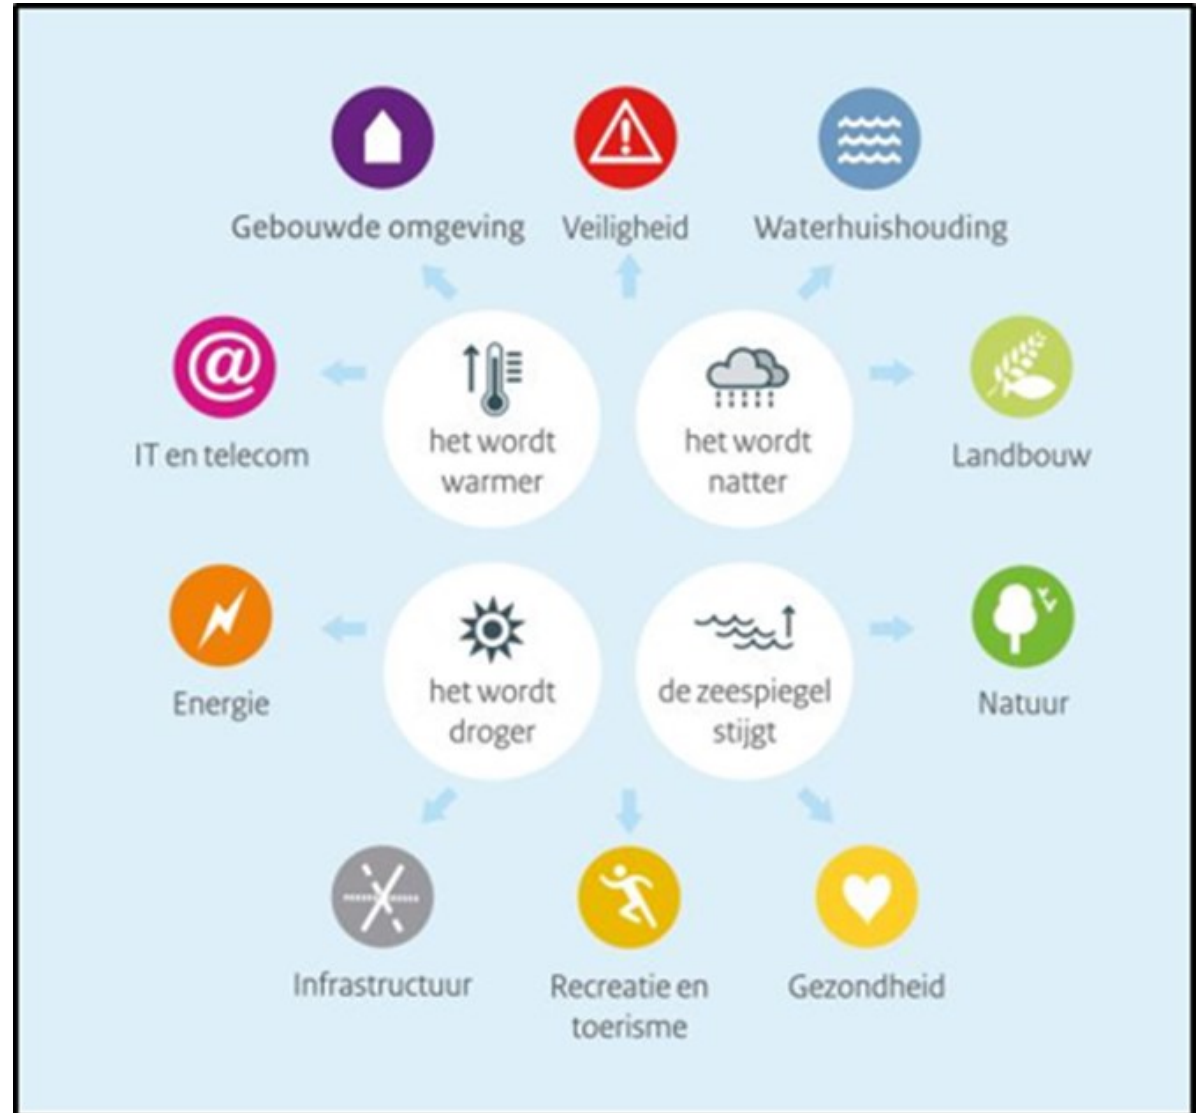 Gebouwde omgeving
Veiligheid
Waterhuishouding
@
IT en telecom
het wordt
warmer
het wordt
natter
Landbouw
Energie
het wordt
droger
de zeespiegel
stijgt
Natuur
Infrastructuur
Recreatie en
toerisme
Gezondheid